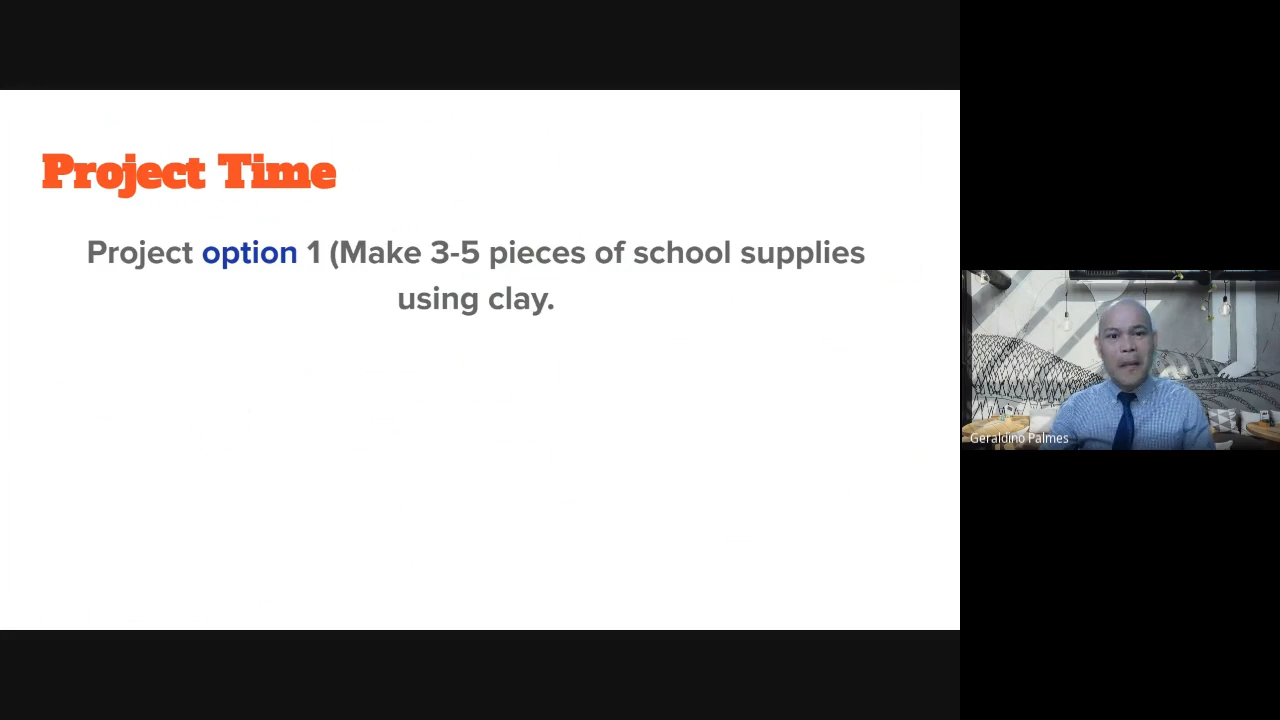 Project Time
Project option 1 (Make 3-5 pieces of school supplies
using clay.
Geraldino Palmes